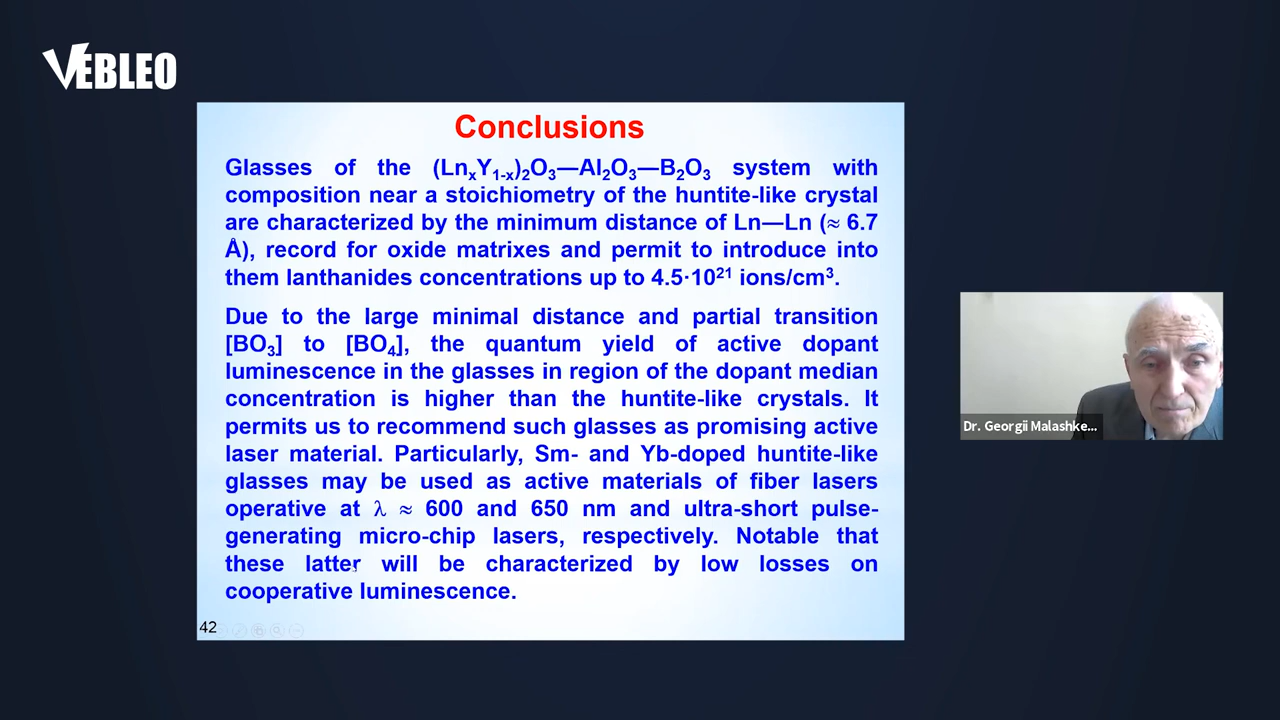 VEBLEO
Conclusions
Glasses of the (LnₓY₁₋ₓ)₂O₃—Al₂O₃—B₂O₃ system with
composition near a stoichiometry of the huntite-like crystal
are characterized by the minimum distance of Ln—Ln (≈ 6.7
Å), record for oxide matrixes and permit to introduce into
them lanthanides concentrations up to 4.5·10²¹ ions/cm³.
Due to the large minimal distance and partial transition
[BO₃] to [BO₄], the quantum yield of active dopant
luminescence in the glasses in region of the dopant median
concentration is higher than the huntite-like crystals. It
permits us to recommend such glasses as promising active
laser material. Particularly, Sm- and Yb-doped huntite-like
glasses may be used as active materials of fiber lasers
operative at λ ≈ 600 and 650 nm and ultra-short pulse-
generating micro-chip lasers, respectively. Notable that
these latter will be characterized by low losses on
cooperative luminescence.
42
Dr. Georgii Malashke...